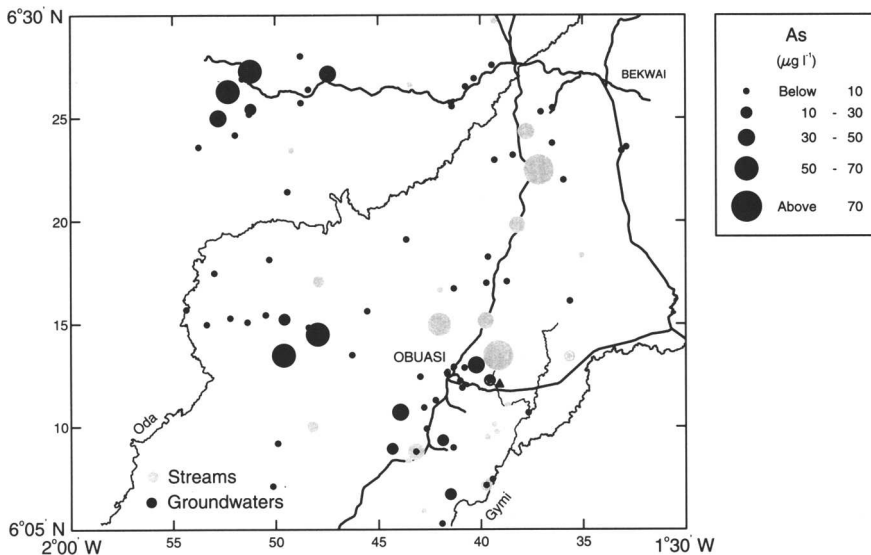 6°30' N
25
20
15
10
6°05' N
2°00' W
55
50
45
40
35
1°30' W
BEKWAI
OBUASI
Oda
Gymi
Streams
Groundwaters
As
(μg l⁻¹)
Below 10
10 - 30
30 - 50
50 - 70
Above 70